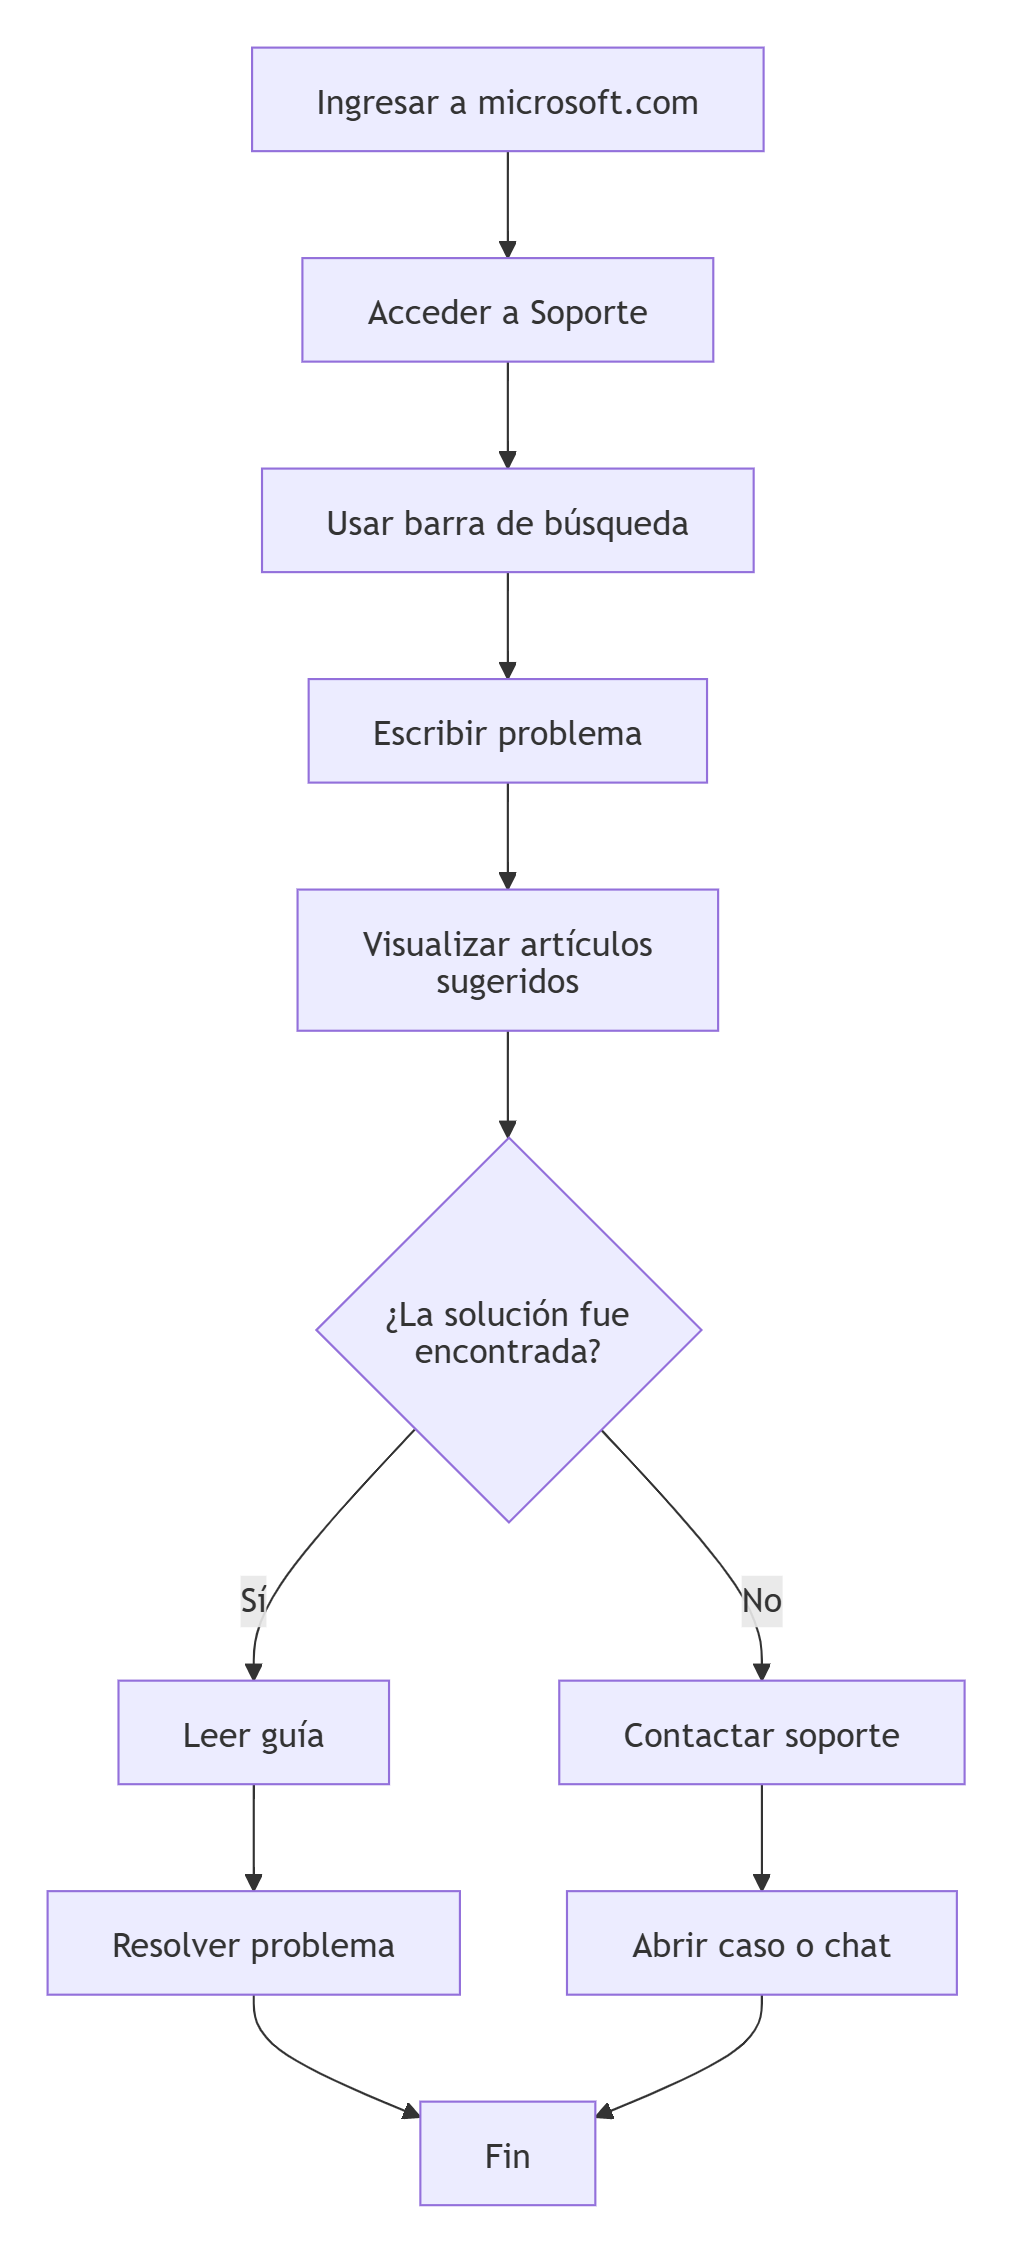 Ingresar a microsoft.com
Acceder a Soporte
Usar barra de búsqueda
Escribir problema
Visualizar artículos
sugeridos
¿La solución fue
encontrada?
Sí
No
Leer guía
Contactar soporte
Resolver problema
Abrir caso o chat
Fin